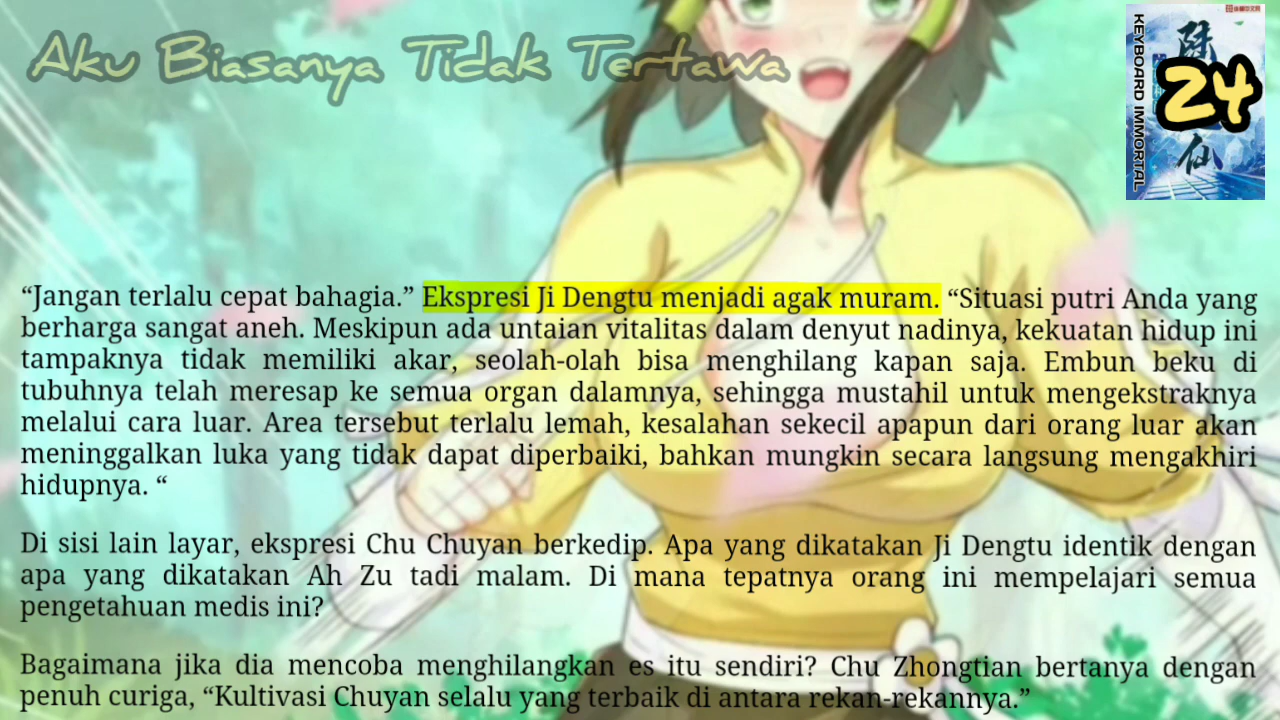 Aku Biasanya Tidak Tertawa
KEYBOARD IMMORTAL
陆
仙
24
“Jangan terlalu cepat bahagia.” Ekspresi Ji Dengtu menjadi agak muram. “Situasi putri Anda yang
berharga sangat aneh. Meskipun ada untaian vitalitas dalam denyut nadinya, kekuatan hidup ini
tampaknya tidak memiliki akar, seolah-olah bisa menghilang kapan saja. Embun beku di
tubuhnya telah meresap ke semua organ dalamnya, sehingga mustahil untuk mengekstraknya
melalui cara luar. Area tersebut terlalu lemah, kesalahan sekecil apapun dari orang luar akan
meninggalkan luka yang tidak dapat diperbaiki, bahkan mungkin secara langsung mengakhiri
hidupnya. “
Di sisi lain layar, ekspresi Chu Chuyan berkedip. Apa yang dikatakan Ji Dengtu identik dengan
apa yang dikatakan Ah Zu tadi malam. Di mana tepatnya orang ini mempelajari semua
pengetahuan medis ini?
Bagaimana jika dia mencoba menghilangkan es itu sendiri? Chu Zhongtian bertanya dengan
penuh curiga, “Kultivasi Chuyan selalu yang terbaik di antara rekan-rekannya.”